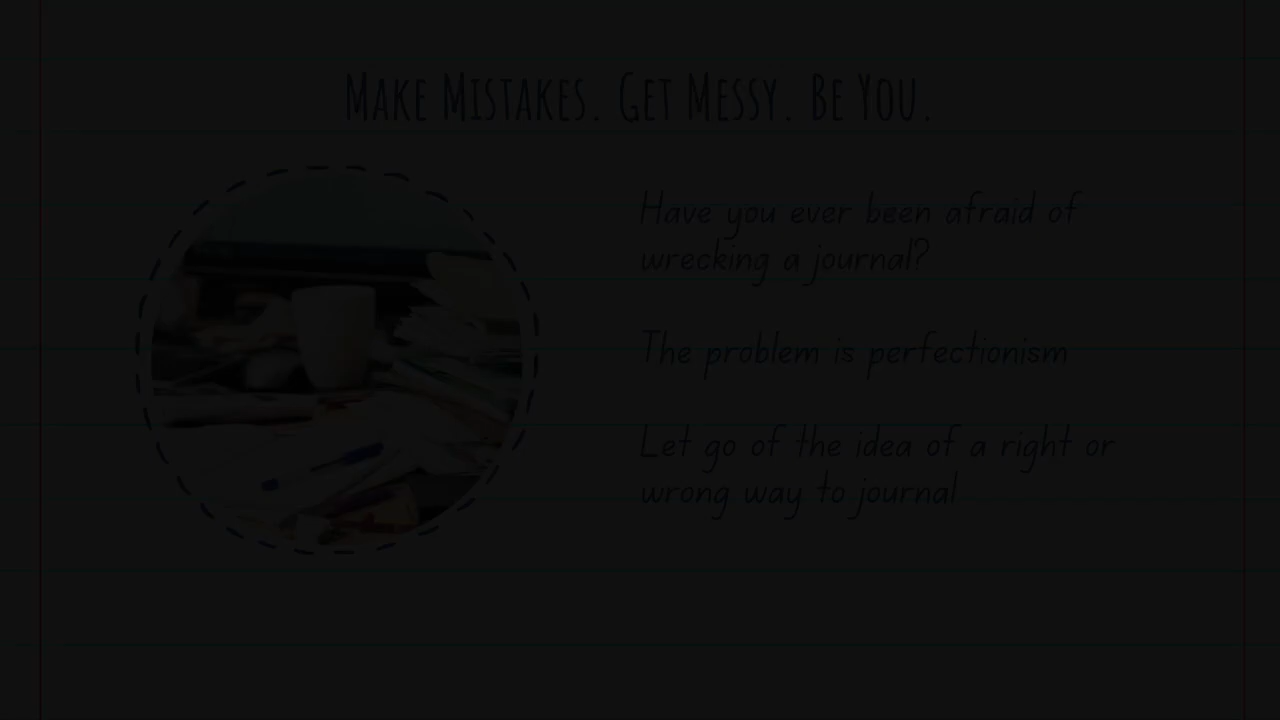 Make Mistakes. Get Messy. Be You.
Have you ever been afraid of
wrecking a journal?
The problem is perfectionism
Let go of the idea of a right or
wrong way to journal